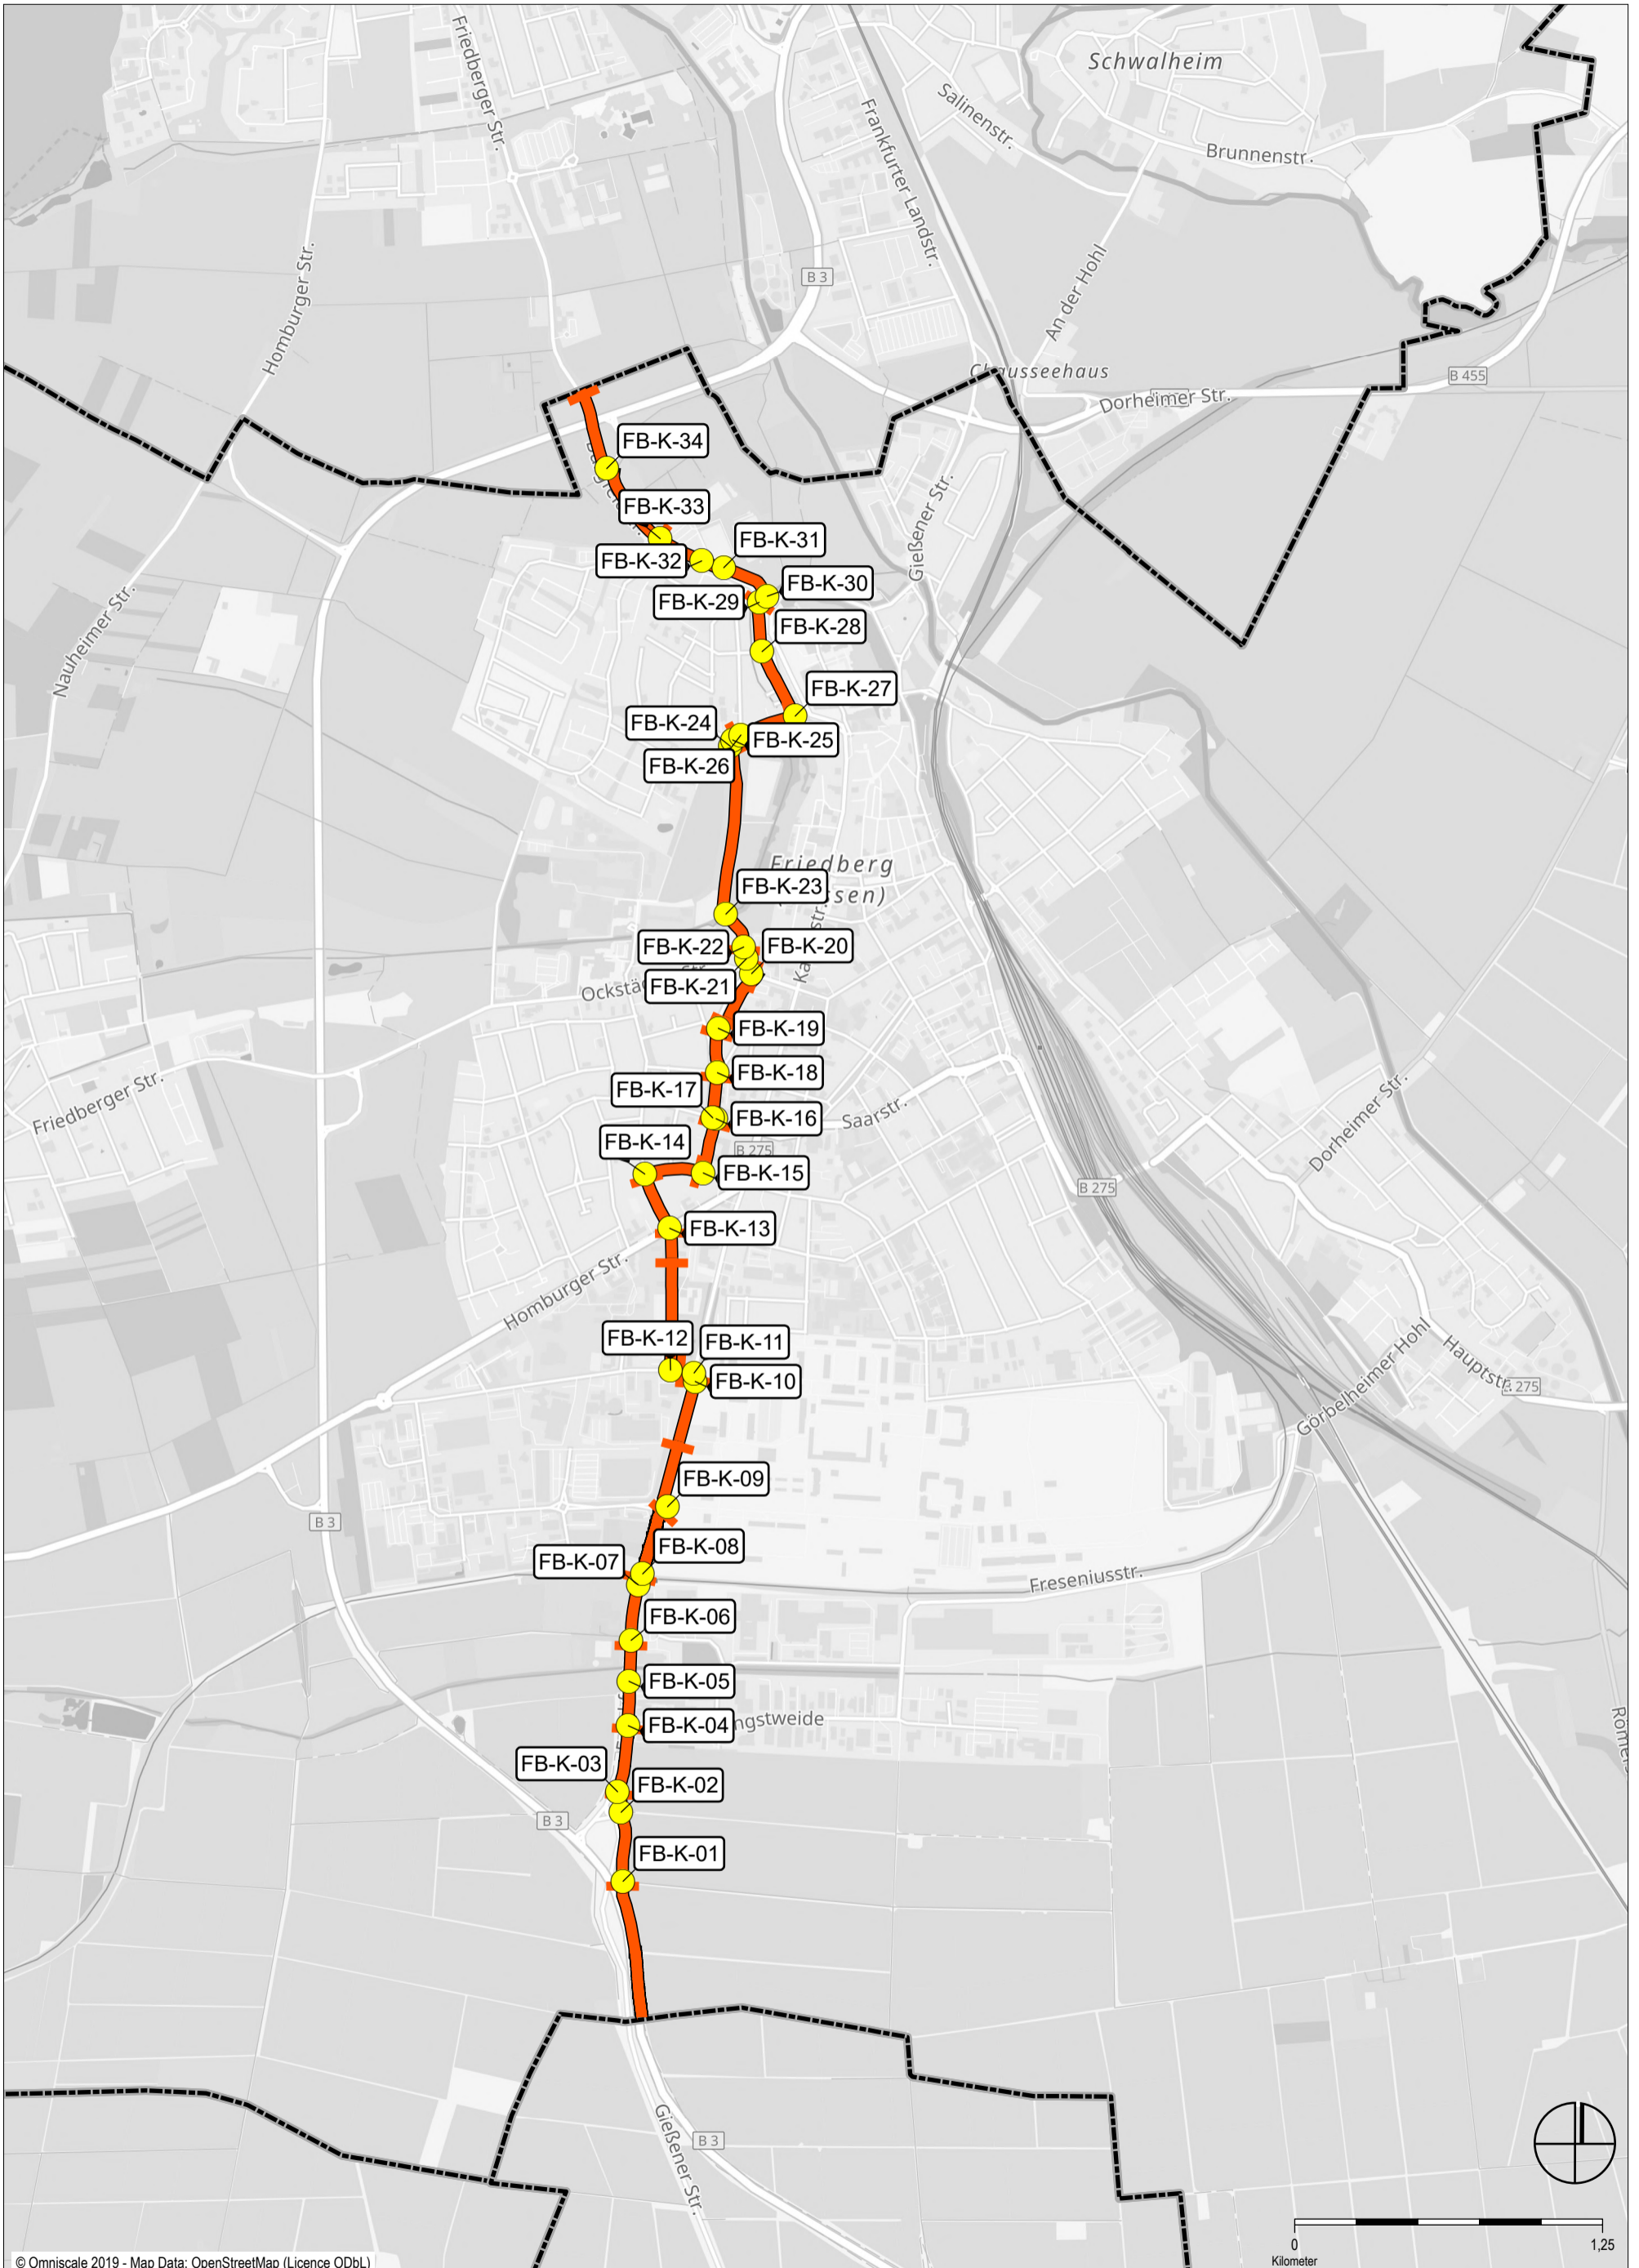 Schwalheim
Friedberger Str.
Salinenstr.
Frankfurter Landstr.
Brunnenstr.
Homburger Str.
B 3
An der Hohl
Chausseehaus
B 455
Dorheimer Str.
FB-K-34
Gießener Str.
FB-K-33
FB-K-31
FB-K-32
FB-K-30
FB-K-29
Nauheimer Str.
FB-K-28
FB-K-27
FB-K-24
FB-K-25
FB-K-26
Friedberg
sen)
FB-K-23
FB-K-22
FB-K-20
FB-K-21
FB-K-19
FB-K-18
FB-K-17
FB-K-16
Saarstr.
Friedberger Str.
Dorheimer Str.
FB-K-14
B 275
FB-K-15
B 275
FB-K-13
Homburger Str.
FB-K-12
FB-K-11
FB-K-10
Görbelheimer Hohl
Hauptstr.
275
FB-K-09
B 3
FB-K-08
FB-K-07
Freseniusstr.
FB-K-06
FB-K-05
FB-K-04
ngstweide
FB-K-03
FB-K-02
B 3
FB-K-01
B 3
Gießener Str.
0 1,25
Kilometer
© Omniscale 2019 - Map Data: OpenStreetMap (Licence ODbL)